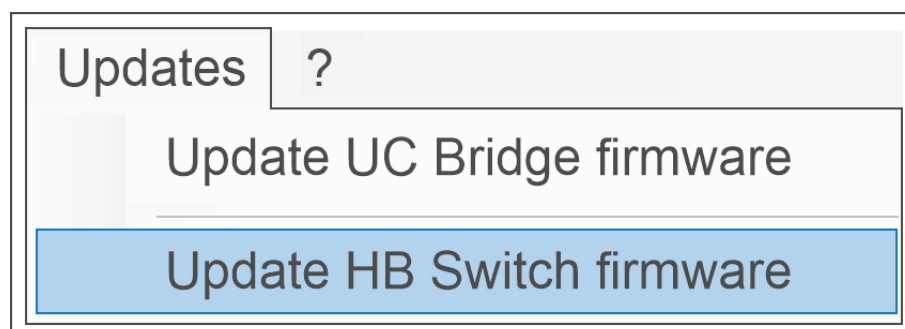 Updates ?
Update UC Bridge firmware
Update HB Switch firmware